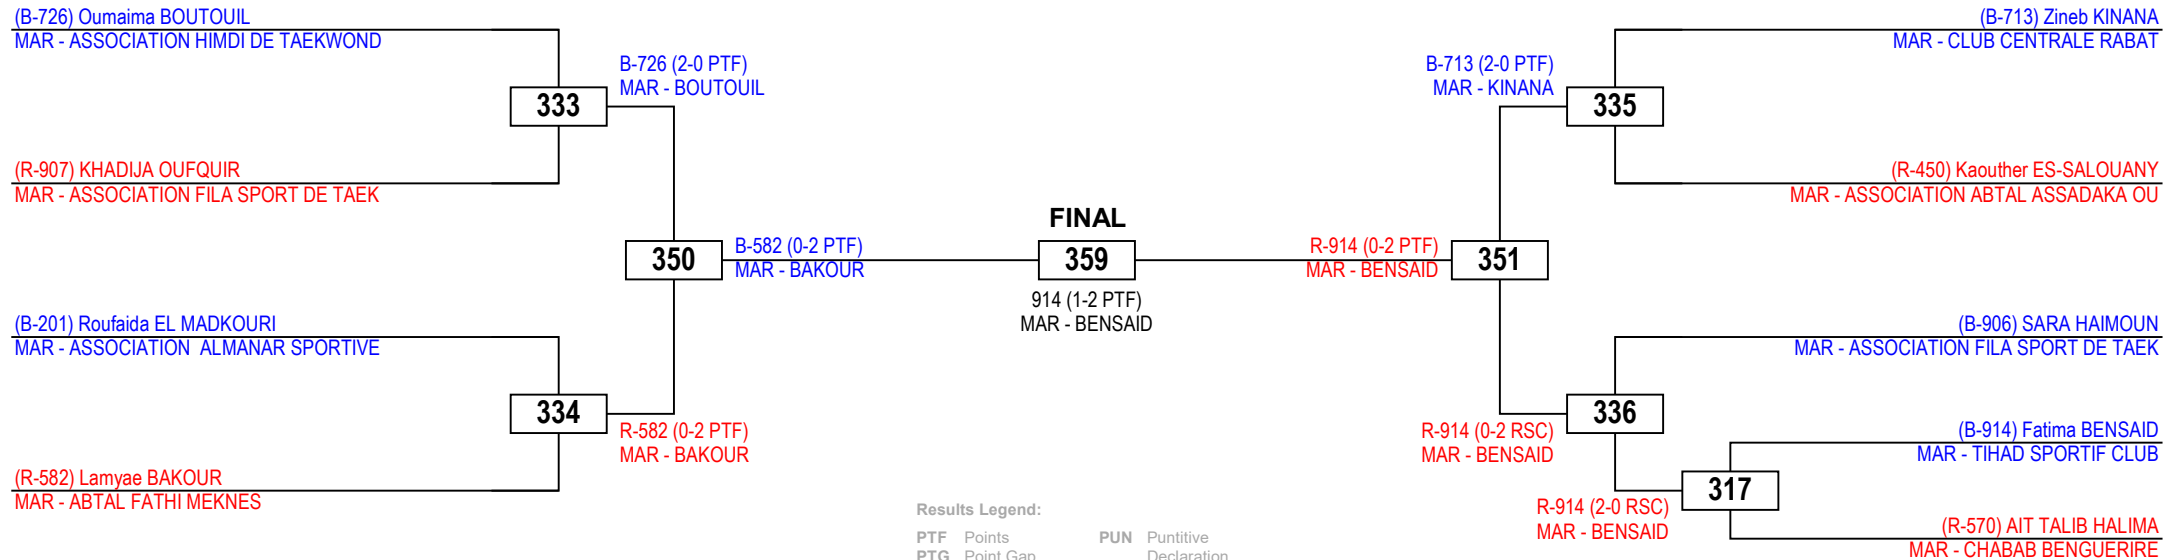 (B-726) Oumaima BOUTOUIL
MAR - ASSOCIATION HIMDI DE TAEKWOND
B-726 (2-0 PTF)
MAR - BOUTOUIL
333
(R-907) KHADIJA OUFQUIR
MAR - ASSOCIATION FILA SPORT DE TAEK
350
B-582 (0-2 PTF)
MAR - BAKOUR
(B-201) Roufaida EL MADKOURI
MAR - ASSOCIATION  ALMANAR SPORTIVE
334
R-582 (0-2 PTF)
MAR - BAKOUR
(R-582) Lamyae BAKOUR
MAR - ABTAL FATHI MEKNES
FINAL
359
914 (1-2 PTF)
MAR - BENSAID
(B-713) Zineb KINANA
MAR - CLUB CENTRALE RABAT
B-713 (2-0 PTF)
MAR - KINANA
335
(R-450) Kaouther ES-SALOUANY
MAR - ASSOCIATION ABTAL ASSADAKA OU
R-914 (0-2 PTF)
MAR - BENSAID
351
(B-906) SARA HAIMOUN
MAR - ASSOCIATION FILA SPORT DE TAEK
336
R-914 (0-2 RSC)
MAR - BENSAID
(B-914) Fatima BENSAID
MAR - TIHAD SPORTIF CLUB
317
R-914 (2-0 RSC)
MAR - BENSAID
(R-570) AIT TALIB HALIMA
MAR - CHABAB BENGUERIRE
Results Legend:
PTF Points PUN Puntitive
PTG Point Gap Declaration